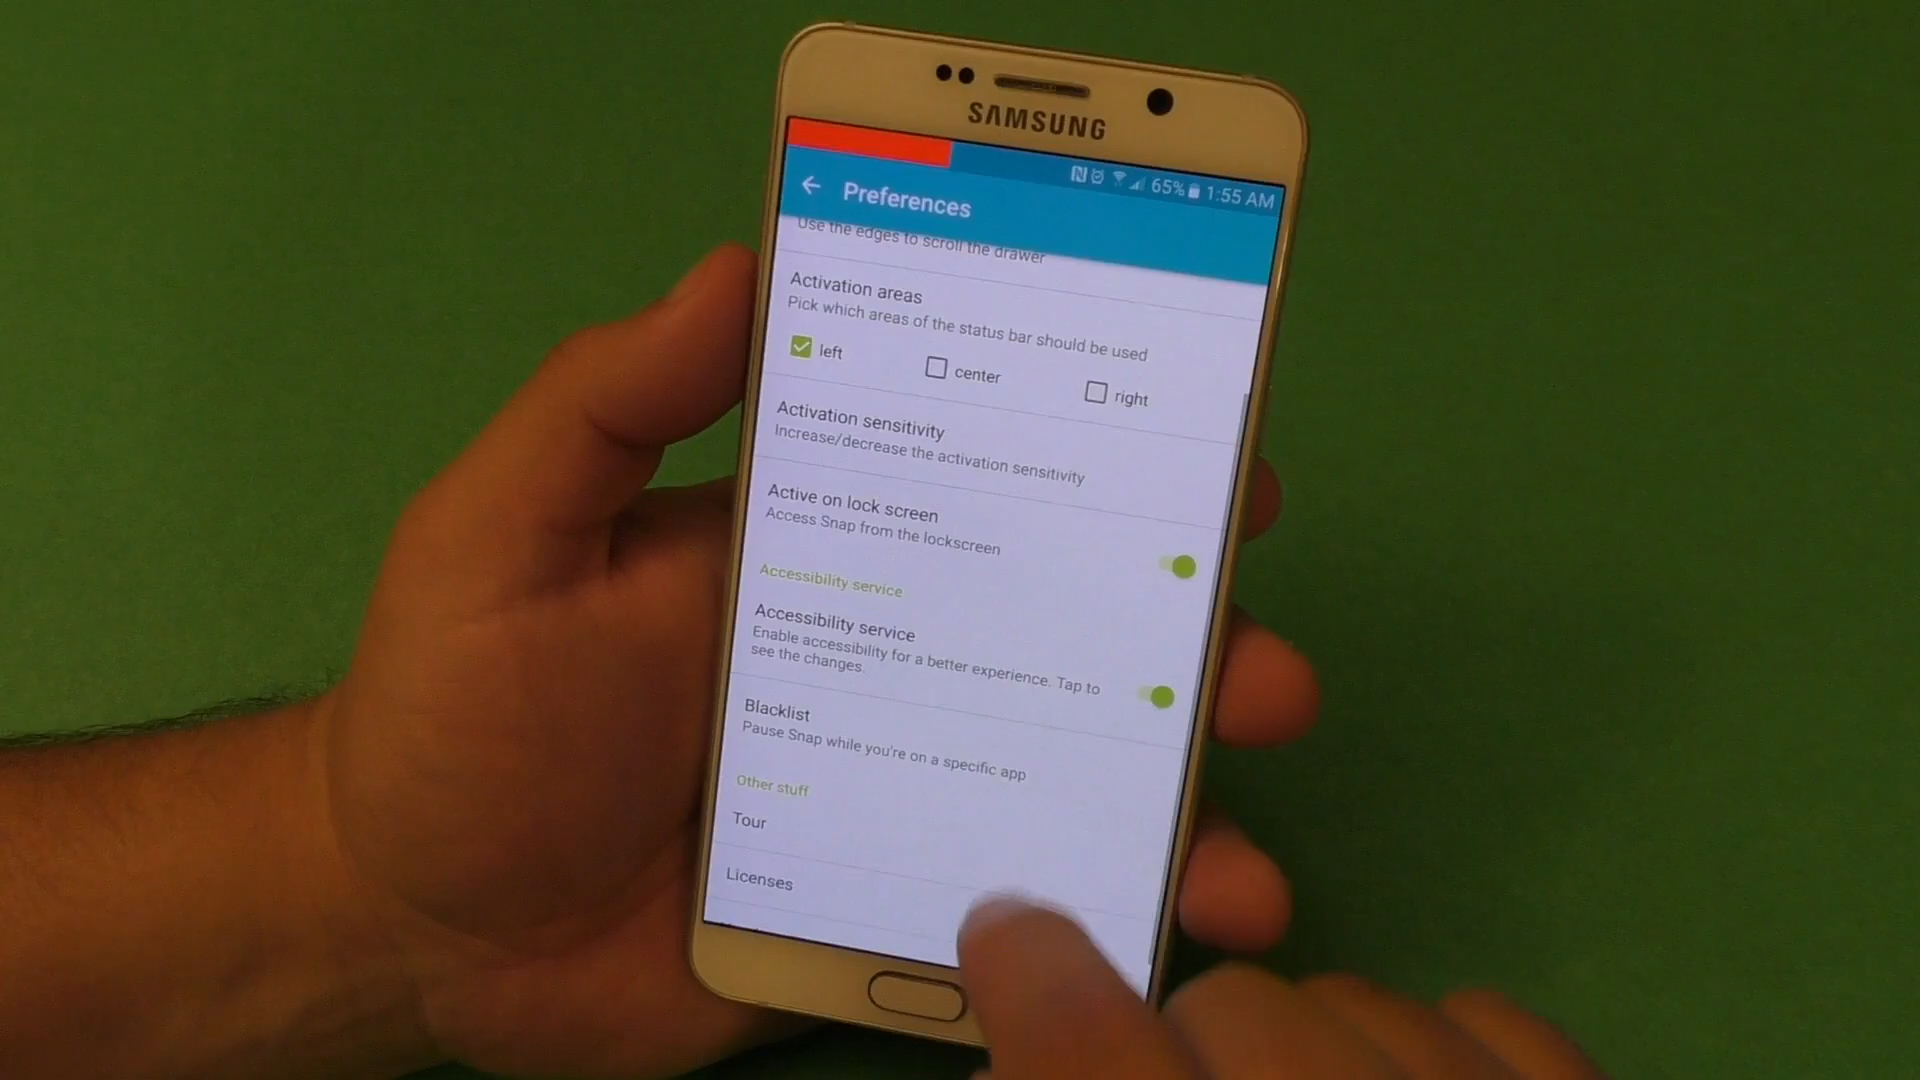 SAMSUNG
65% 1:55 AM
Preferences
Use the edges to scroll the drawer
Activation areas
Pick which areas of the status bar should be used
left center right
Activation sensitivity
Increase/decrease the activation sensitivity
Active on lock screen
Access Snap from the lockscreen
Accessibility service
Accessibility service
Enable accessibility for a better experience. Tap to
see the changes.
Blacklist
Pause Snap while you're on a specific app
Other stuff
Tour
Licenses